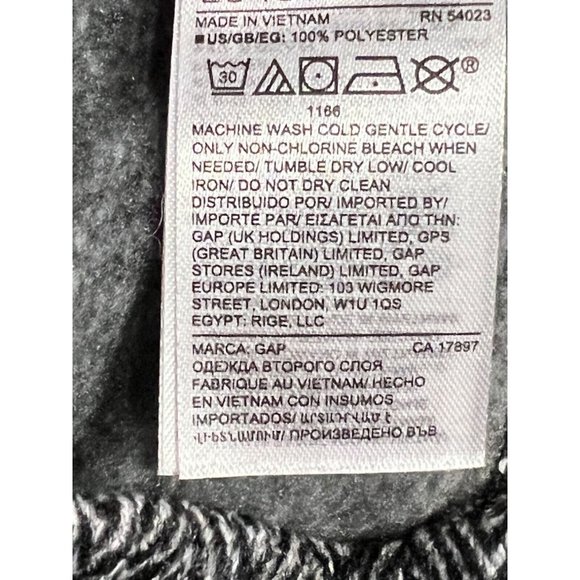 MADE IN VIETNAM RN 54023
■US/GB/EG: 100% POLYESTER
30
®
1166
MACHINE WASH COLD GENTLE CYCLE/
ONLY NON-CHLORINE BLEACH WHEN
NEEDED/ TUMBLE DRY LOW/ COOL
IRON/ DO NOT DRY CLEAN
DISTRIBUIDO POR/ IMPORTED BY/
IMPORTE PAR/ ΕΙΣΑΓΕΤΑΙ ΑΠΟ ΤΗΝ:
GAP (UK HOLDINGS) LIMITED, GPS
(GREAT BRITAIN) LIMITED, GAP
STORES (IRELAND) LIMITED, GAP
EUROPE LIMITED: 103 WIGMORE
STREET, LONDON, W1U 1QS
EGYPT: RIGE, LLC
MARCA: GAP CA 17897
ОДЕЖДА ВТОРОГО СЛОЯ
FABRIQUE AU VIETNAM/ HECHO
EN VIETNAM CON INSUMOS
IMPORTADOS/ ԱՐՏԱԴՐՎԱԾ Է
ՎԻԵՏՆԱՄՈՒՄ/ ПРОИЗВЕДЕНО ВЪВ